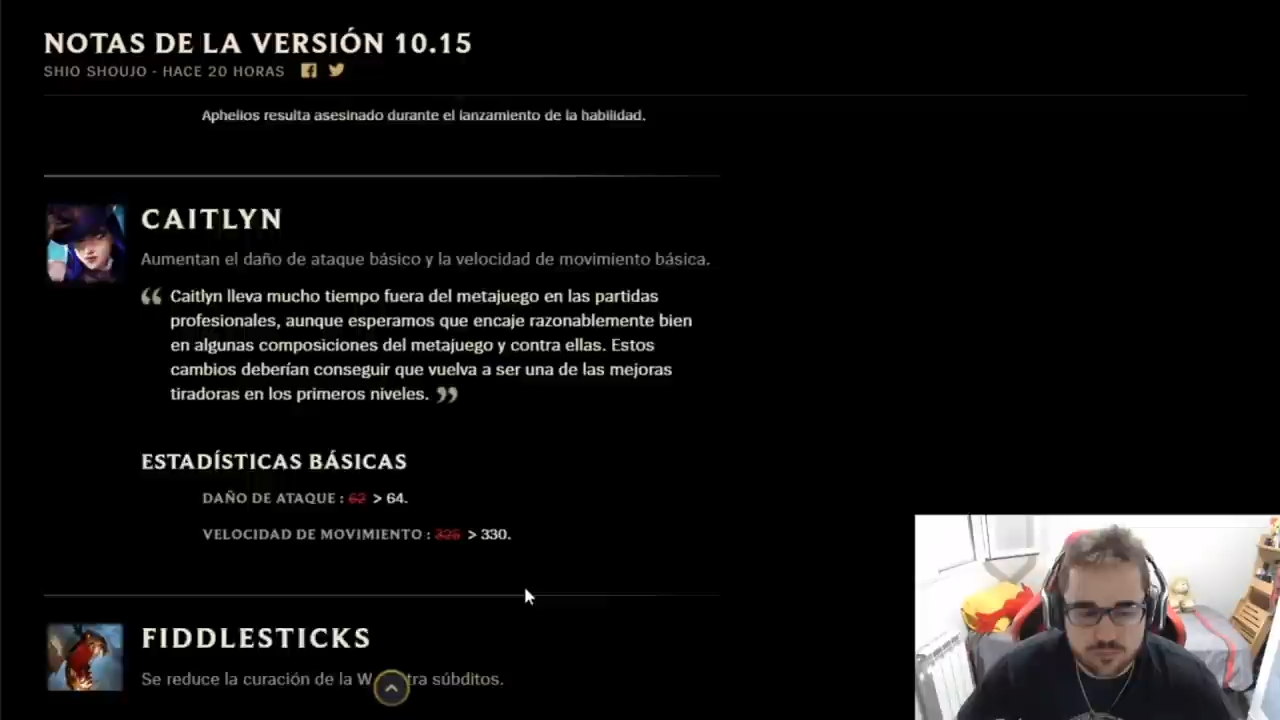 NOTAS DE LA VERSIÓN 10.15
SHIO SHOUJO - HACE 20 HORAS
Aphelios resulta asesinado durante el lanzamiento de la habilidad.
CAITLYN
Aumentan el daño de ataque básico y la velocidad de movimiento básica.
“ Caitlyn lleva mucho tiempo fuera del metajuego en las partidas
profesionales, aunque esperamos que encaje razonablemente bien
en algunas composiciones del metajuego y contra ellas. Estos
cambios deberían conseguir que vuelva a ser una de las mejores
tiradoras en los primeros niveles. ”
ESTADÍSTICAS BÁSICAS
DAÑO DE ATAQUE : 62 > 64.
VELOCIDAD DE MOVIMIENTO : 325 > 330.
FIDDLESTICKS
Se reduce la curación de la W súbditos.